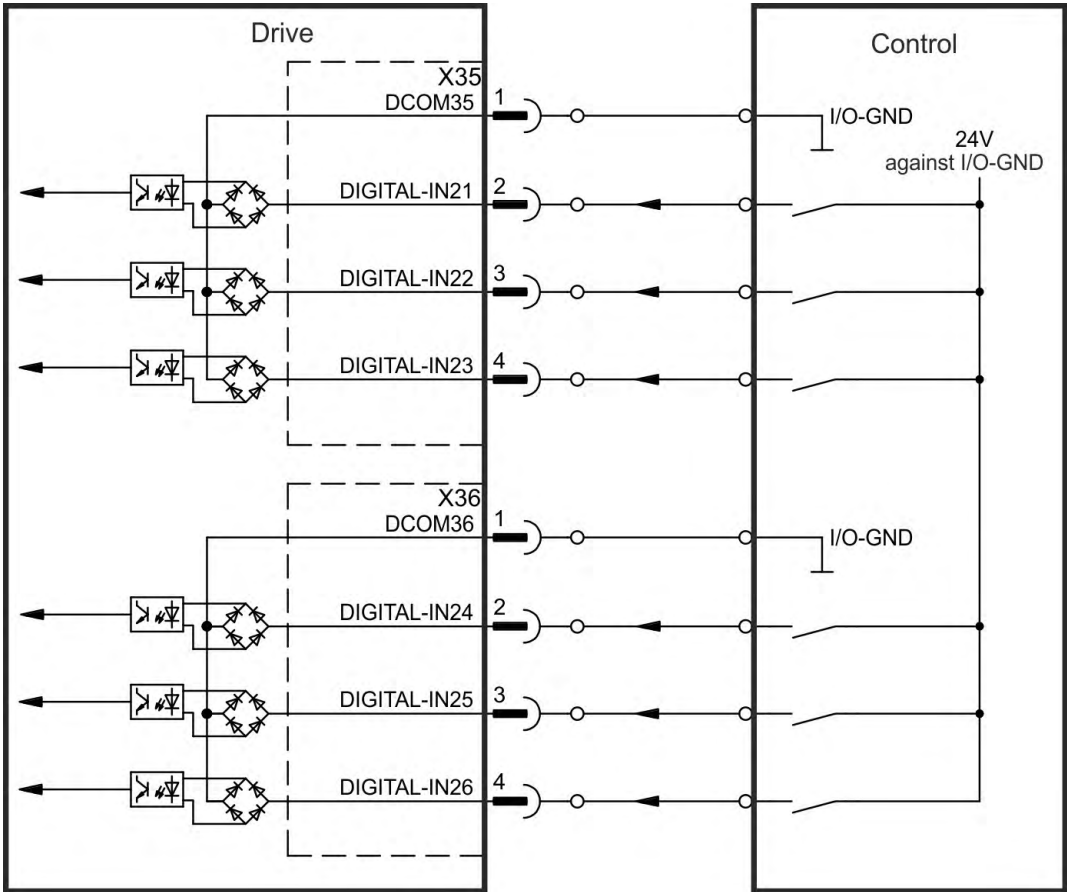 Drive
Control
X35
DCOM35
1
I/O-GND
24V
against I/O-GND
DIGITAL-IN21
2
DIGITAL-IN22
3
DIGITAL-IN23
4
X36
DCOM36
1
I/O-GND
DIGITAL-IN24
2
DIGITAL-IN25
3
DIGITAL-IN26
4